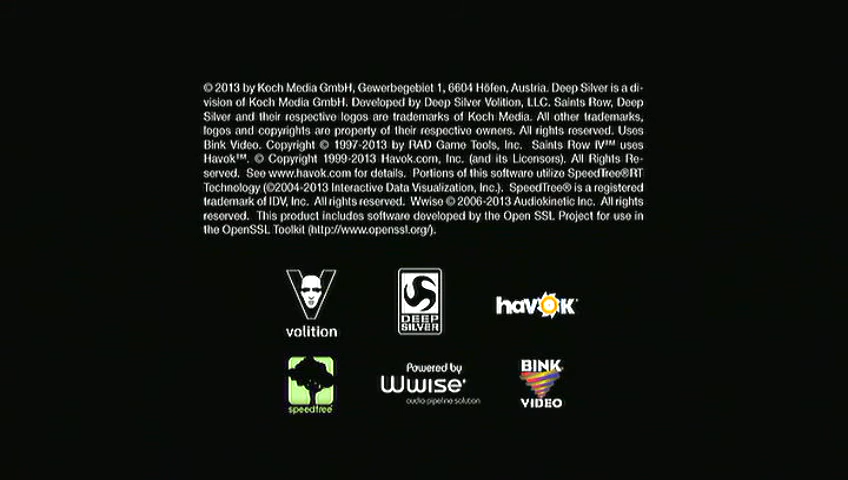 © 2013 by Koch Media GmbH, Gewerbegebiet 1, 6604 Höfen, Austria. Deep Silver is a di-
vision of Koch Media GmbH. Developed by Deep Silver Volition, LLC. Saints Row, Deep
Silver and their respective logos are trademarks of Koch Media. All other trademarks,
logos and copyrights are property of their respective owners. All rights reserved. Uses
Bink Video. Copyright © 1997-2013 by RAD Game Tools, Inc. Saints Row IV™ uses
Havok™. © Copyright 1999-2013 Havok.com, Inc. (and its Licensors). All Rights Re-
served. See www.havok.com for details. Portions of this software utilize SpeedTree®RT
Technology (©2004-2013 Interactive Data Visualization, Inc.). SpeedTree® is a registered
trademark of IDV, Inc. All rights reserved. Wwise © 2006-2013 Audiokinetic Inc. All rights
reserved. This product includes software developed by the Open SSL Project for use in
the OpenSSL Toolkit (http://www.openssl.org/).
volition
DEEP
SILVER
havok
speedtree
Powered by
Wwise
audio pipeline solution
BINK
VIDEO